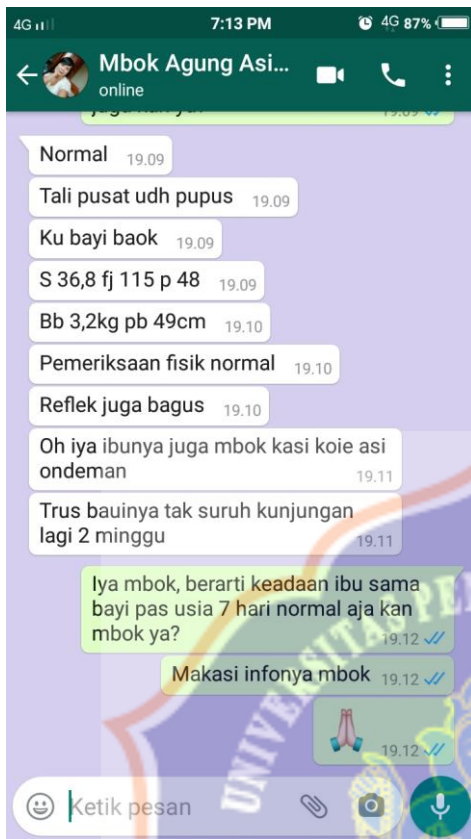 4G 7:13 PM 4G 87%
Mbok Agung Asi...
online
19.09
Normal 19.09
Tali pusat udh pupus 19.09
Ku bayi baok 19.09
S 36,8 fj 115 p 48 19.09
Bb 3,2kg pb 49cm 19.10
Pemeriksaan fisik normal 19.10
Reflek juga bagus 19.10
Oh iya ibunya juga mbok kasi koie asi
ondeman 19.11
Trus bauinya tak suruh kunjungan
lagi 2 minggu 19.11
Iya mbok, berarti keadaan ibu sama
bayi pas usia 7 hari normal aja kan
mbok ya? 19.12
Makasi infonya mbok 19.12
19.12
Ketik pesan